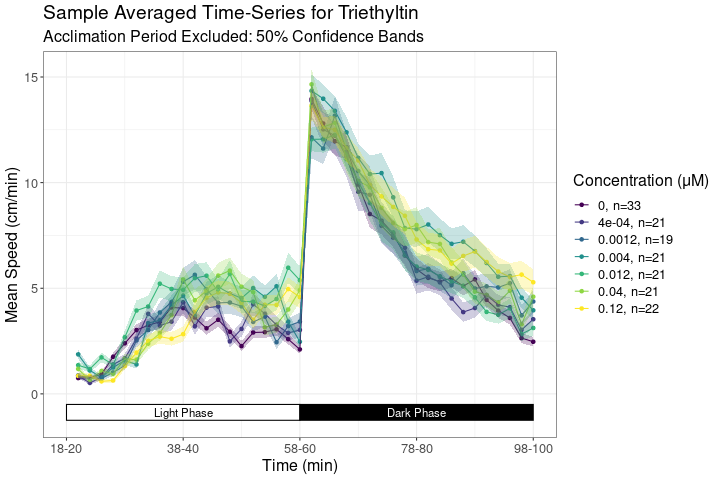 Sample Averaged Time-Series for Triethyltin
Acclimation Period Excluded: 50% Confidence Bands
15
10
5
0
Mean Speed (cm/min)
Light Phase
Dark Phase
18-20
38-40
58-60
78-80
98-100
Time (min)
Concentration (µM)
0, n=33
4e-04, n=21
0.0012, n=19
0.004, n=21
0.012, n=21
0.04, n=21
0.12, n=22